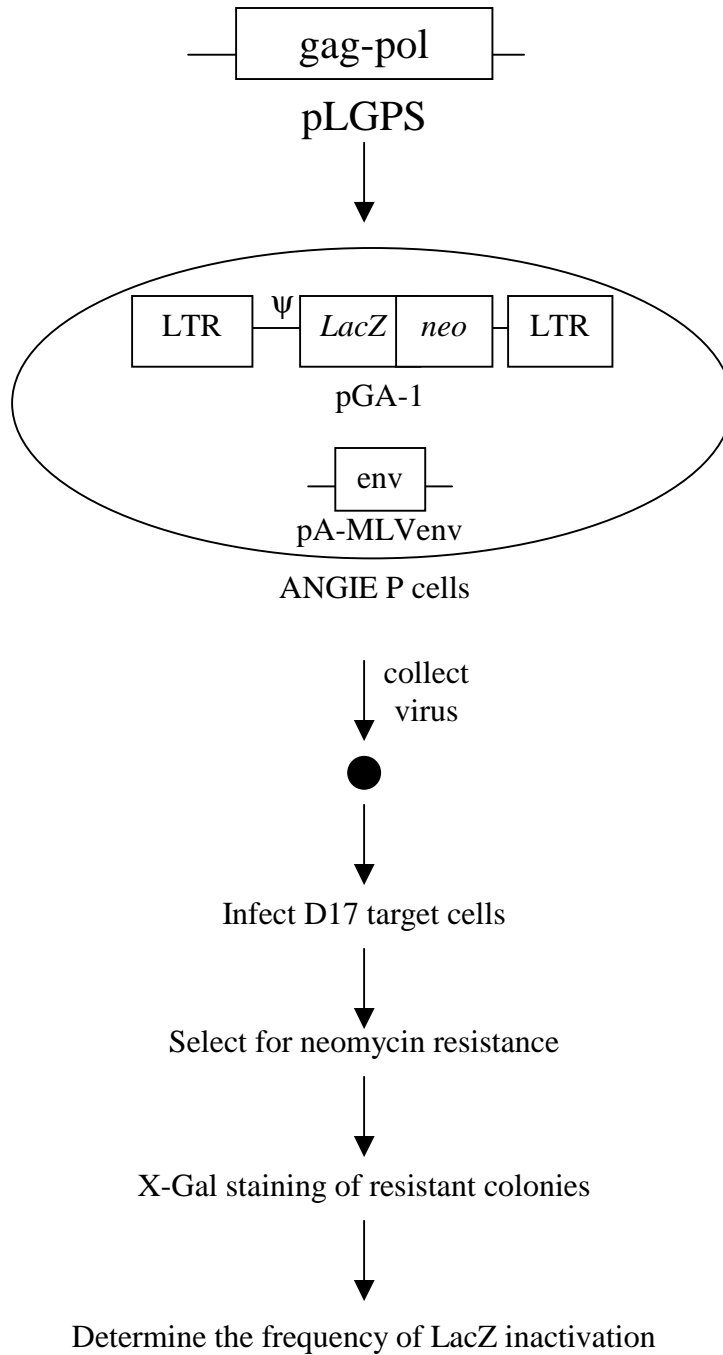 gag-pol
pLGPS
LTR ψ LacZ neo LTR
pGA-1
env
pA-MLVenv
ANGIE P cells
collect
virus
Infect D17 target cells
Select for neomycin resistance
X-Gal staining of resistant colonies
Determine the frequency of LacZ inactivation